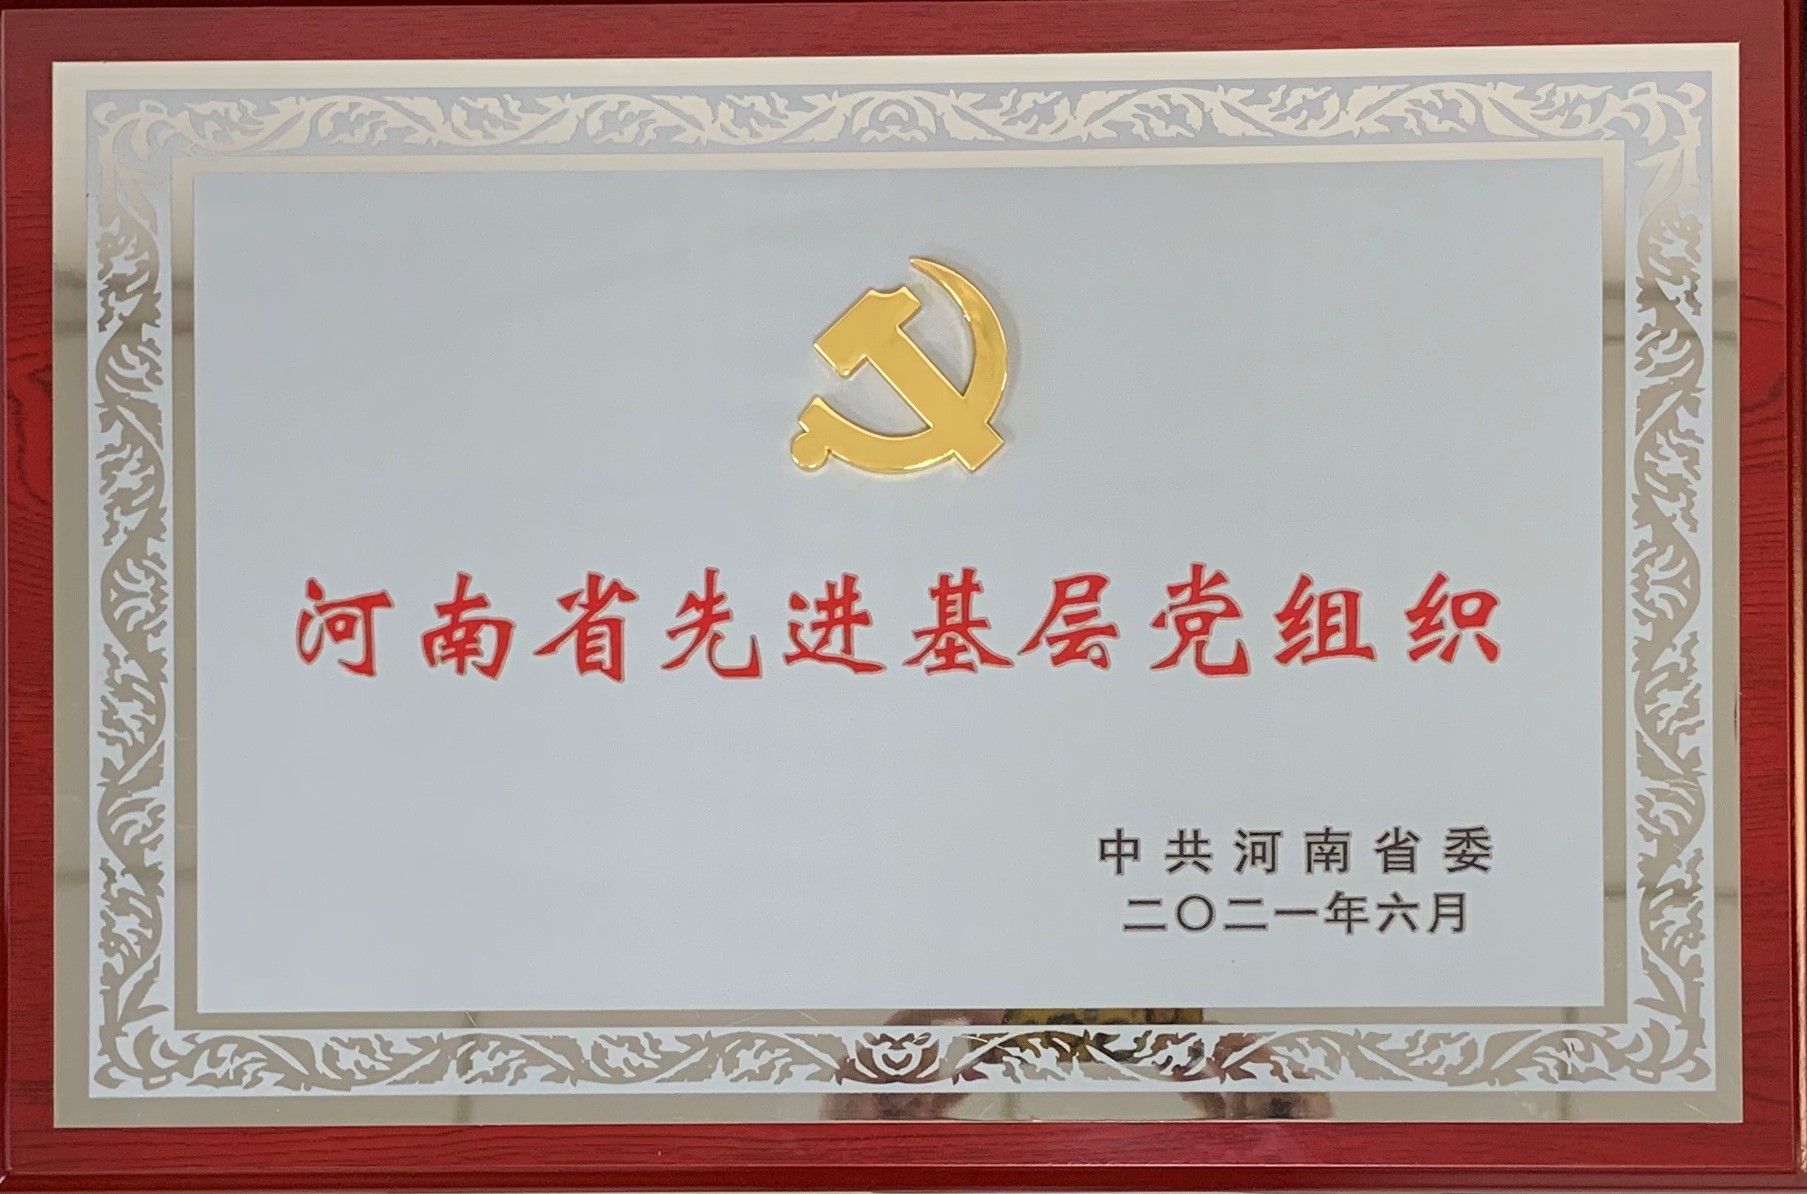 河南省先进基层党组织
中共河南省委
二〇二一年六月